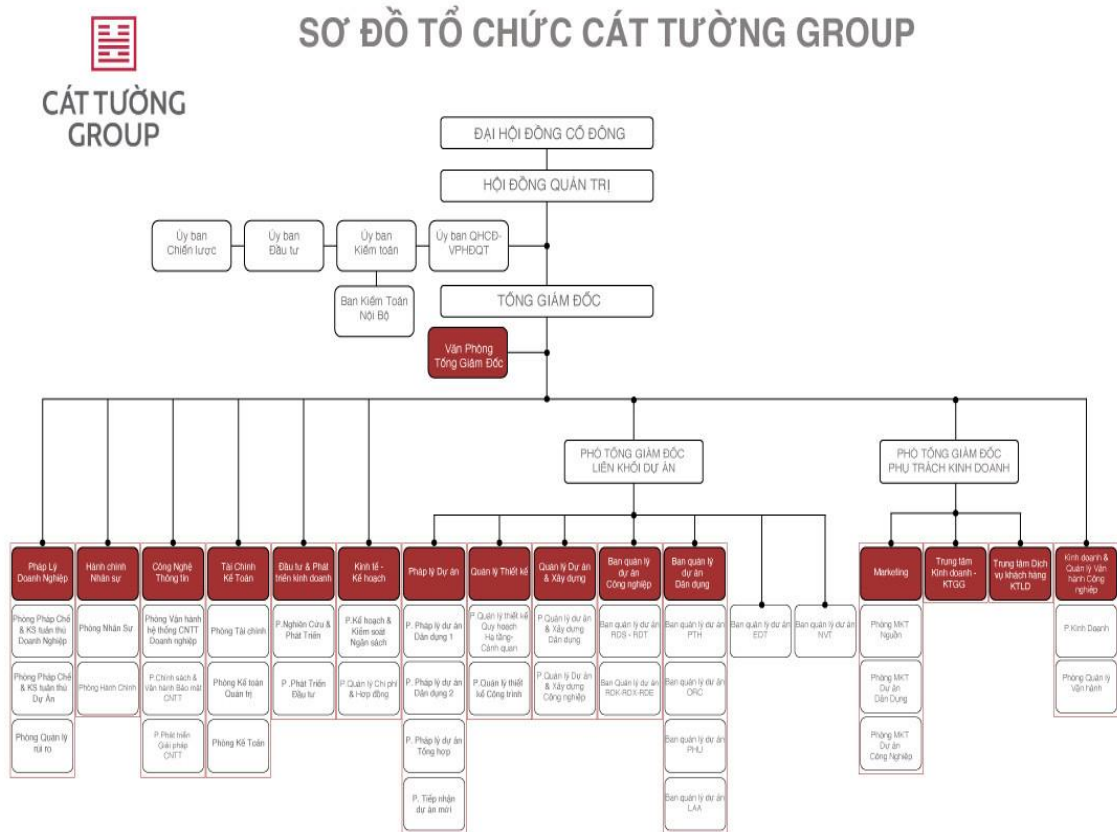 SƠ ĐỒ TỔ CHỨC CÁT TƯỜNG GROUP
CÁT TƯỜNG
GROUP
ĐẠI HỘI ĐỒNG CỔ ĐÔNG
HỘI ĐỒNG QUẢN TRỊ
Ủy ban
Chiến lược
Ủy ban
Đầu tư
Ủy ban
Kiểm toán
Ủy ban QHCĐ-
VPHĐQT
Ban Kiểm Toán
Nội Bộ
TỔNG GIÁM ĐỐC
Văn Phòng
Tổng Giám Đốc
PHÓ TỔNG GIÁM ĐỐC
LIÊN KHỐI DỰ ÁN
PHÓ TỔNG GIÁM ĐỐC
PHỤ TRÁCH KINH DOANH
Pháp Lý
Doanh Nghiệp
Phòng Pháp Chế
& KS tuân thủ
Doanh Nghiệp
Phòng Pháp Chế
& KS tuân thủ
Dự Án
Phòng Quản lý
rủi ro
Hành chính
Nhân sự
Phòng Nhân Sự
Phòng Hành Chính
Công Nghệ
Thông tin
Phòng Vận hành
hệ thống CNTT
Doanh nghiệp
P.Chính sách &
Vận hành Bảo mật
CNTT
P.Phát triển
Giải pháp
CNTT
Tài Chính
Kế Toán
Phòng Tài chính
Phòng Kế toán
Quản trị
Phòng Kế Toán
Đầu tư & Phát
triển kinh doanh
P.Nghiên Cứu &
Phát Triển
P.Phát Triển
Đầu tư
Kinh tế -
Kế hoạch
P.Kế hoạch &
Kiểm soát
Ngân sách
P.Quản lý Chi phí
& Hợp đồng
Pháp lý Dự Án
P. Pháp lý dự án
Dân dụng 1
P. Pháp lý dự án
Dân dụng 2
P. Pháp lý dự án
Tổng hợp
P. Tiếp nhận
dự án mới
Quản lý Thiết kế
P.Quản lý thiết kế
Quy hoạch
Hạ tầng-
Cảnh quan
P.Quản lý thiết
kế Công trình
Quản lý Dự Án
& Xây dựng
P.Quản lý dự án
& Xây dựng
Dân dụng
P.Quản lý dự án
& Xây dựng
Công nghiệp
Ban quản lý
dự án
Công nghiệp
Ban quản lý dự án
RDS - RDT
Ban Quản lý dự án
RDK-RDX-RDE
Ban quản lý
dự án
Dân dụng
Ban quản lý dự án
PTH
Ban quản lý dự án
ORC
Ban quản lý dự án
PHU
Ban quản lý dự án
LAA
Ban quản lý dự án
EDT
Ban quản lý dự án
NVT
Marketing
Phòng MKT
Nguồn
Phòng MKT
Dự Án
Dân Dụng
Phòng MKT
Dự án
Công Nghiệp
Trung tâm
Kinh doanh -
KTGG
Trung tâm Dịch
vụ khách hàng
KTLD
Kinh doanh &
Quản lý Vận
hành Công
nghiệp
P.Kinh Doanh
Phòng Quản lý
Vận hành